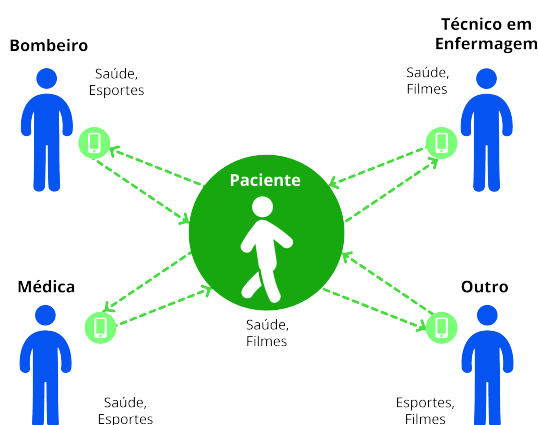 Bombeiro
Saúde,
Esportes
Técnico em
Enfermagem
Saúde,
Filmes
Paciente
Médica
Saúde,
Filmes
Outro
Saúde,
Esportes
Esportes,
Filmes